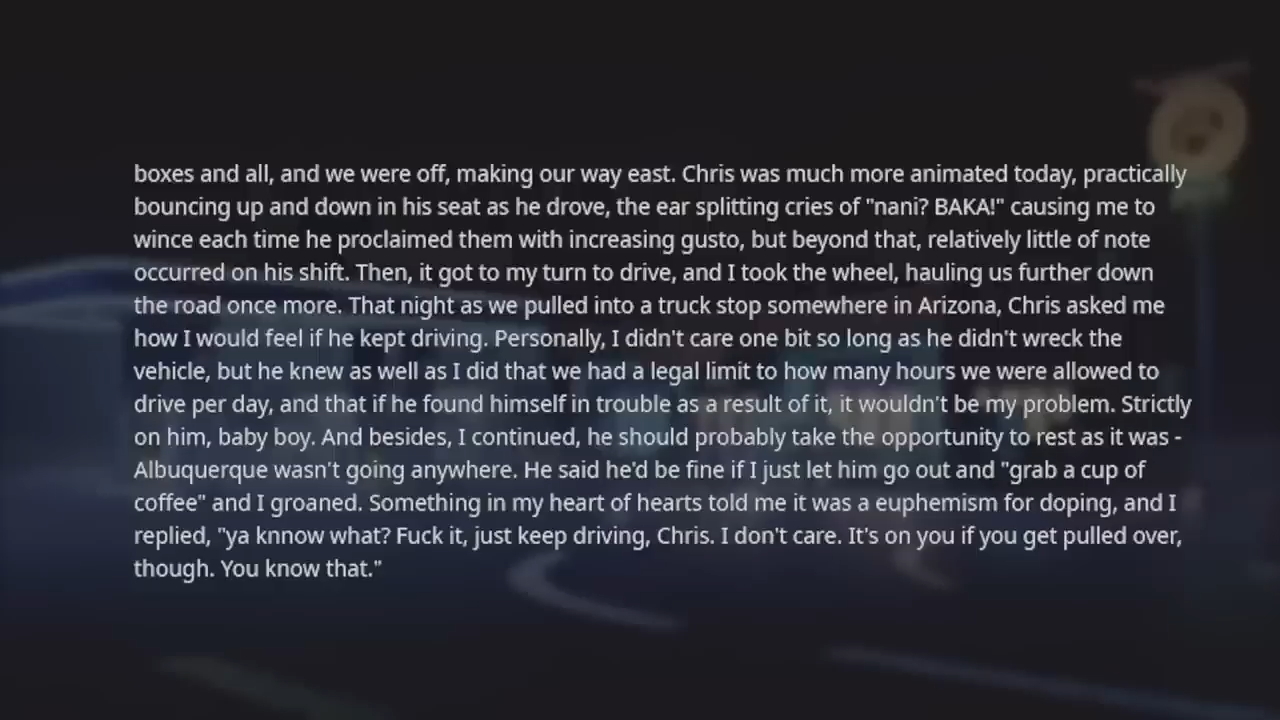 boxes and all, and we were off, making our way east. Chris was much more animated today, practically
bouncing up and down in his seat as he drove, the ear splitting cries of "nani? BAKA!" causing me to
wince each time he proclaimed them with increasing gusto, but beyond that, relatively little of note
occurred on his shift. Then, it got to my turn to drive, and I took the wheel, hauling us further down
the road once more. That night as we pulled into a truck stop somewhere in Arizona, Chris asked me
how I would feel if he kept driving. Personally, I didn't care one bit so long as he didn't wreck the
vehicle, but he knew as well as I did that we had a legal limit to how many hours we were allowed to
drive per day, and that if he found himself in trouble as a result of it, it wouldn't be my problem. Strictly
on him, baby boy. And besides, I continued, he should probably take the opportunity to rest as it was -
Albuquerque wasn't going anywhere. He said he'd be fine if I just let him go out and "grab a cup of
coffee" and I groaned. Something in my heart of hearts told me it was a euphemism for doping, and I
replied, "ya knnow what? Fuck it, just keep driving, Chris. I don't care. It's on you if you get pulled over,
though. You know that."